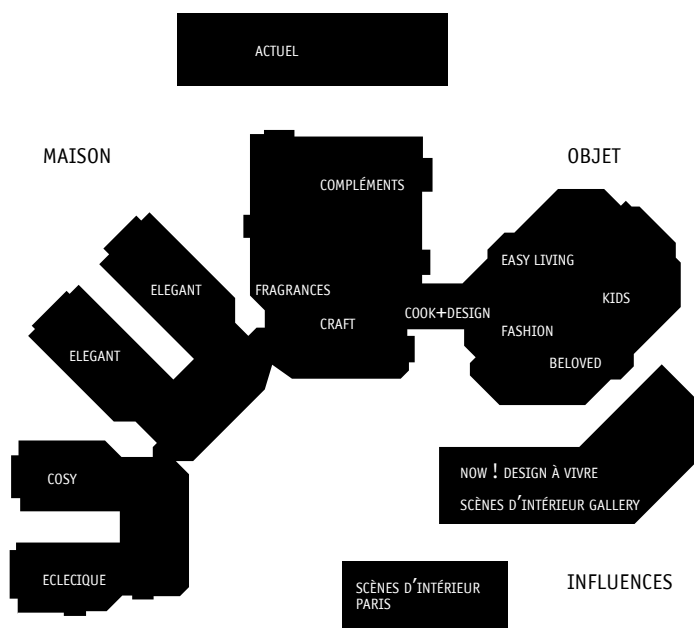 ACTUEL
MAISON
OBJET
COMPLÉMENTS
EASY LIVING
ELEGANT
FRAGRANCES
KIDS
COOK+DESIGN
CRAFT
FASHION
ELEGANT
BELOVED
COSY
NOW ! DESIGN À VIVRE
SCÈNES D'INTÉRIEUR GALLERY
ECLECIQUE
SCÈNES D'INTÉRIEUR
PARIS
INFLUENCES